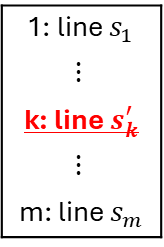 1: line s₁
⋮
k: line s′ₖ
⋮
m: line sₘ